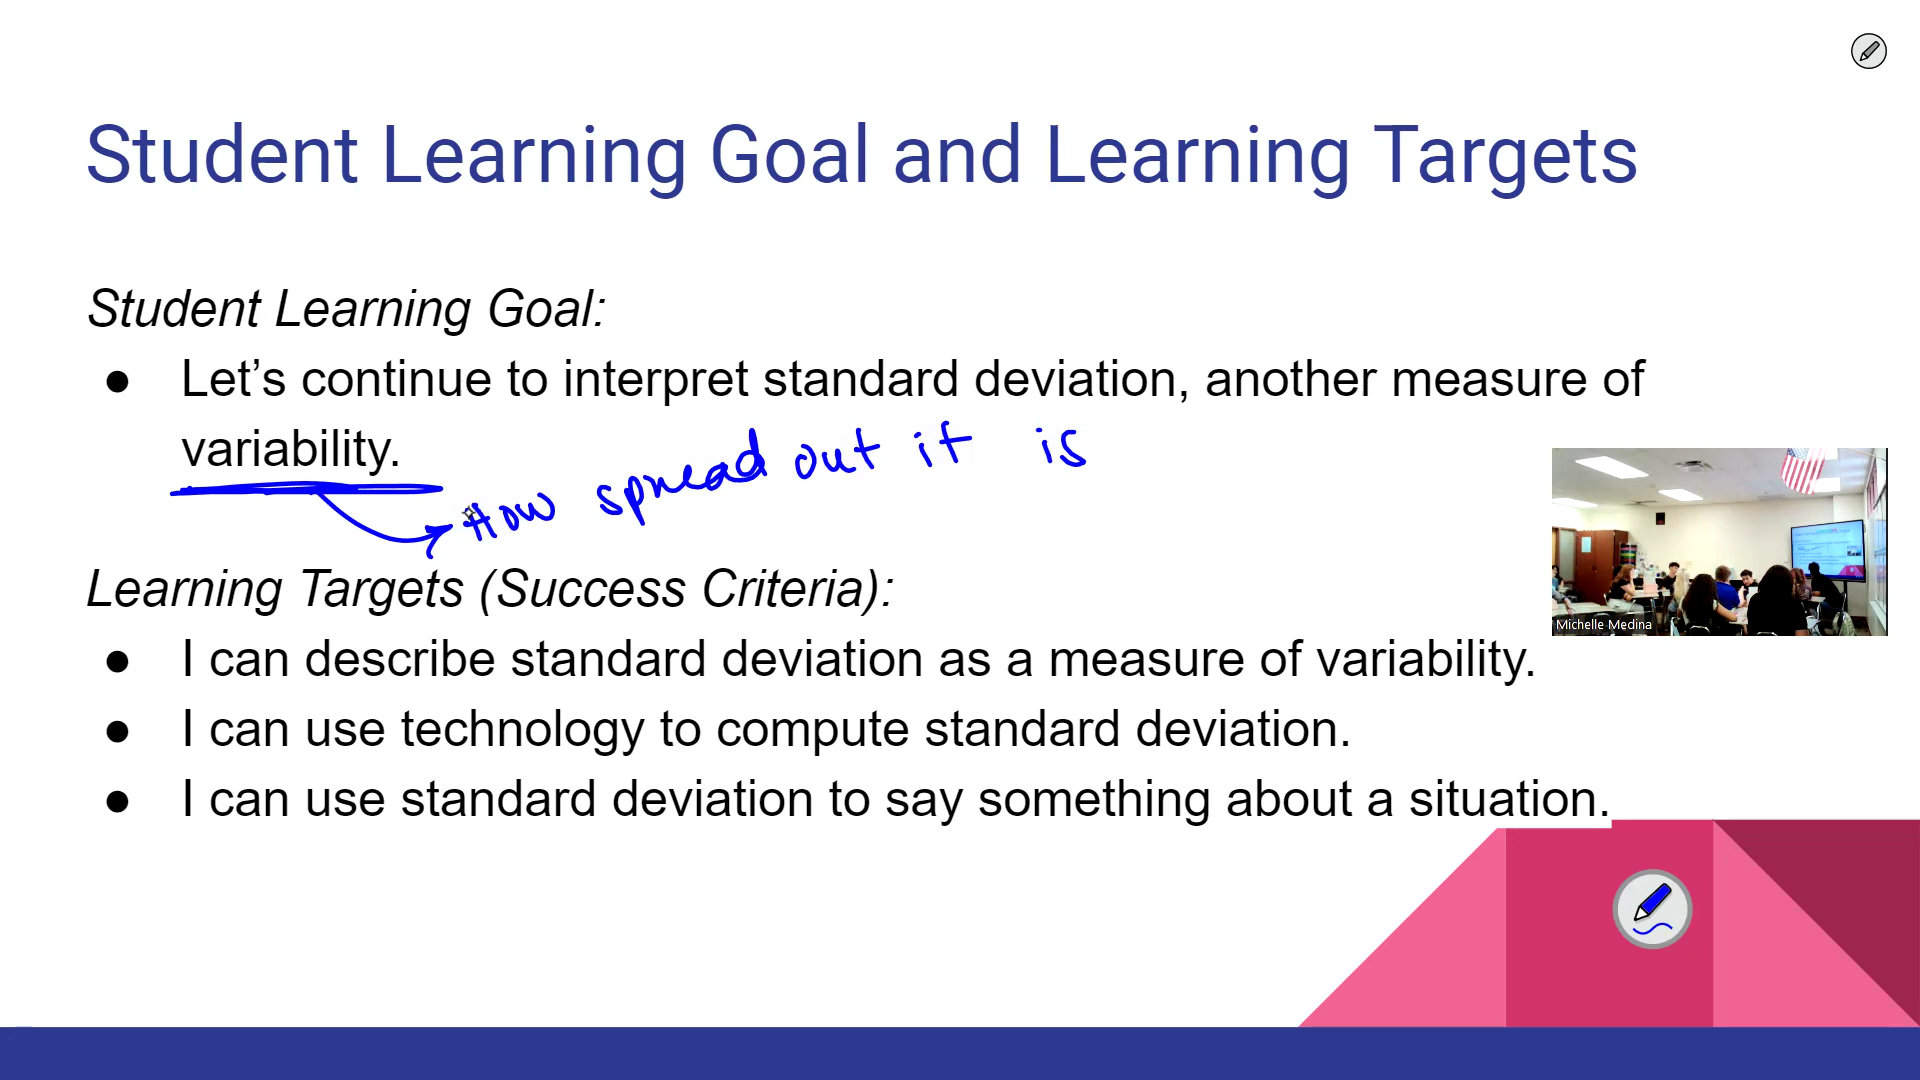 Student Learning Goal and Learning Targets
Student Learning Goal:
● Let’s continue to interpret standard deviation, another measure of
variability.
How spread out it is
Learning Targets (Success Criteria):
● I can describe standard deviation as a measure of variability.
● I can use technology to compute standard deviation.
● I can use standard deviation to say something about a situation.
Michelle Medina